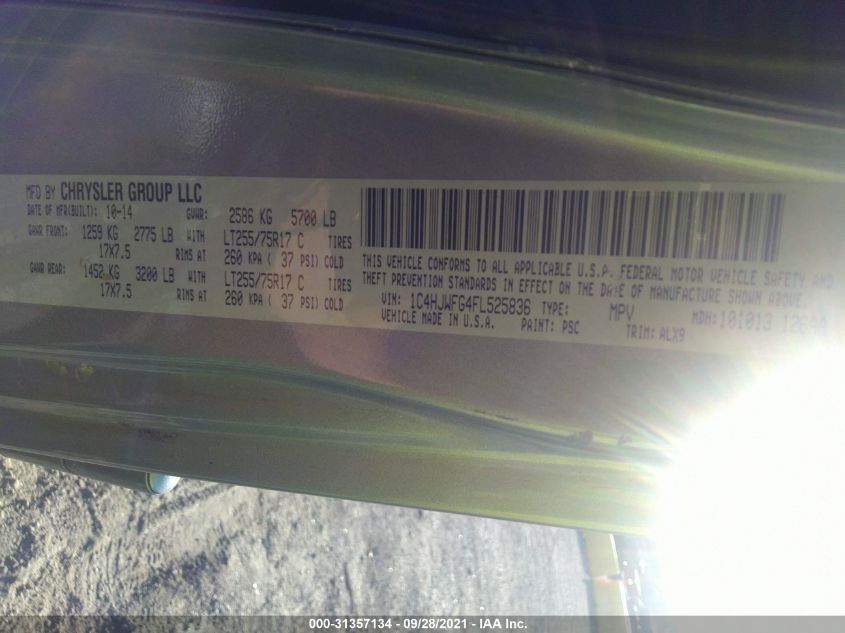 MFD BY CHRYSLER GROUP LLC
DATE OF MFR(BUILT): 10-14 GVWR: 2586 KG 5700 LB
GAWR FRONT: 1259 KG 2775 LB WITH LT255/75R17 C TIRES
17X7.5 RIMS AT 260 KPA ( 37 PSI) COLD
GAWR REAR: 1452 KG 3200 LB WITH LT255/75R17 C TIRES
17X7.5 RIMS AT 260 KPA ( 37 PSI) COLD
THIS VEHICLE CONFORMS TO ALL APPLICABLE U.S.A. FEDERAL MOTOR VEHICLE SAFETY AND
THEFT PREVENTION STANDARDS IN EFFECT ON THE DATE OF MANUFACTURE SHOWN ABOVE.
VIN: 1C4HJWFG4FL525836 TYPE: MPV MDH: 101013
VEHICLE MADE IN U.S.A. PAINT: PSC TRIM: ALX9
000-31357134 - 09/28/2021 - IAA Inc.